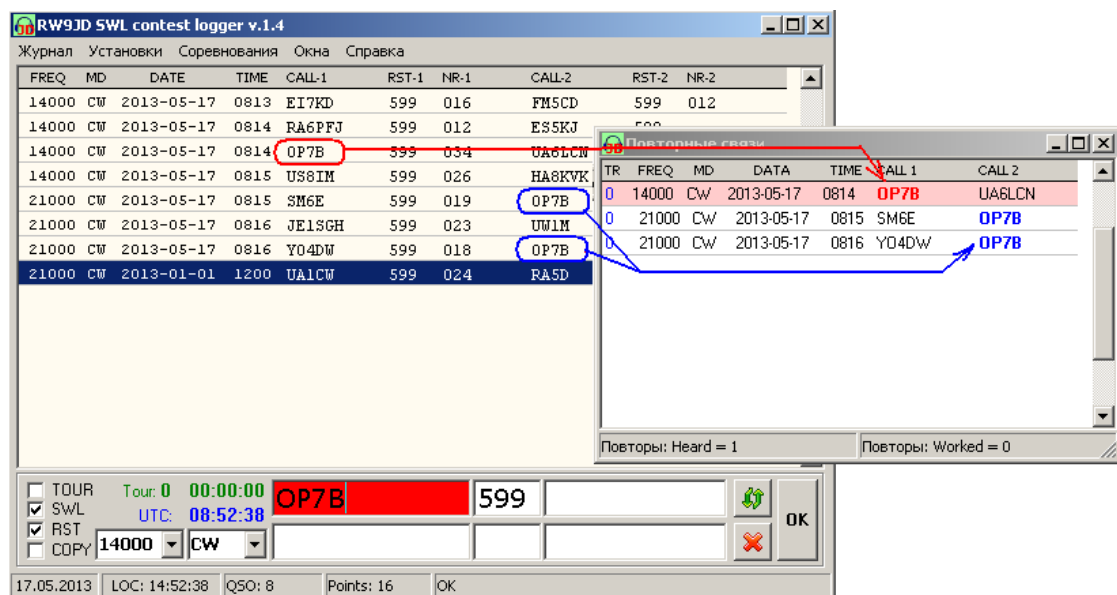 RW9JD SWL contest logger v.1.4
Журнал Установки Соревнования Окна Справка
FREQ MD DATE TIME CALL-1 RST-1 NR-1 CALL-2 RST-2 NR-2
14000 CW 2013-05-17 0813 EI7KD 599 016 FM5CD 599 012
14000 CW 2013-05-17 0814 RA6PFJ 599 012 ES5KJ
14000 CW 2013-05-17 0814 OP7B 599 034 UA6LCN
14000 CW 2013-05-17 0815 US8IM 599 026 HA8KVK
21000 CW 2013-05-17 0815 SM6E 599 019 OP7B
21000 CW 2013-05-17 0816 JE1SGH 599 023 UW1M
21000 CW 2013-05-17 0816 YO4DW 599 018 OP7B
21000 CW 2013-01-01 1200 UA1CW 599 024 RA5D
Повторные связи
TR FREQ MD DATA TIME CALL 1 CALL 2
0 14000 CW 2013-05-17 0814 OP7B UA6LCN
0 21000 CW 2013-05-17 0815 SM6E OP7B
0 21000 CW 2013-05-17 0816 YO4DW OP7B
Повторы: Heard = 1 Повторы: Worked = 0
TOUR Tour: 0 00:00:00 OP7B 599
SWL UTC: 08:52:38
RST
COPY 14000 CW
OK
17.05.2013 LOC: 14:52:38 QSO: 8 Points: 16 OK